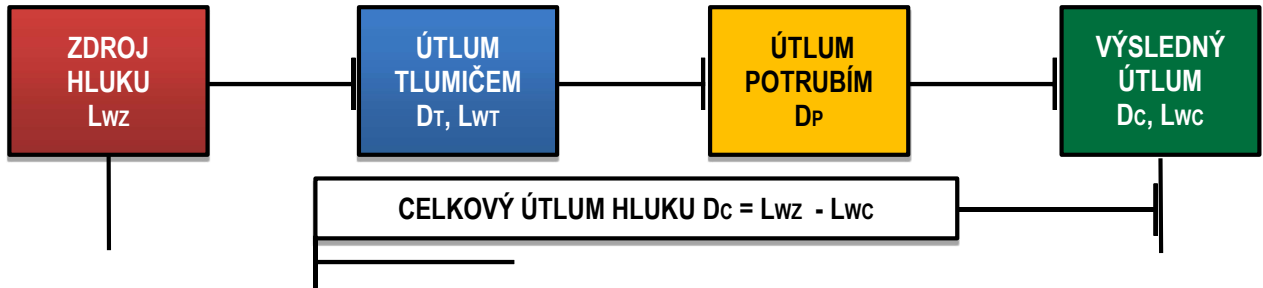 ZDROJ
HLUKU
LWZ
ÚTLUM
TLUMIČEM
DT, LWT
ÚTLUM
POTRUBÍM
DP
VÝSLEDNÝ
ÚTLUM
DC, LWC
CELKOVÝ ÚTLUM HLUKU DC = LWZ - LWC